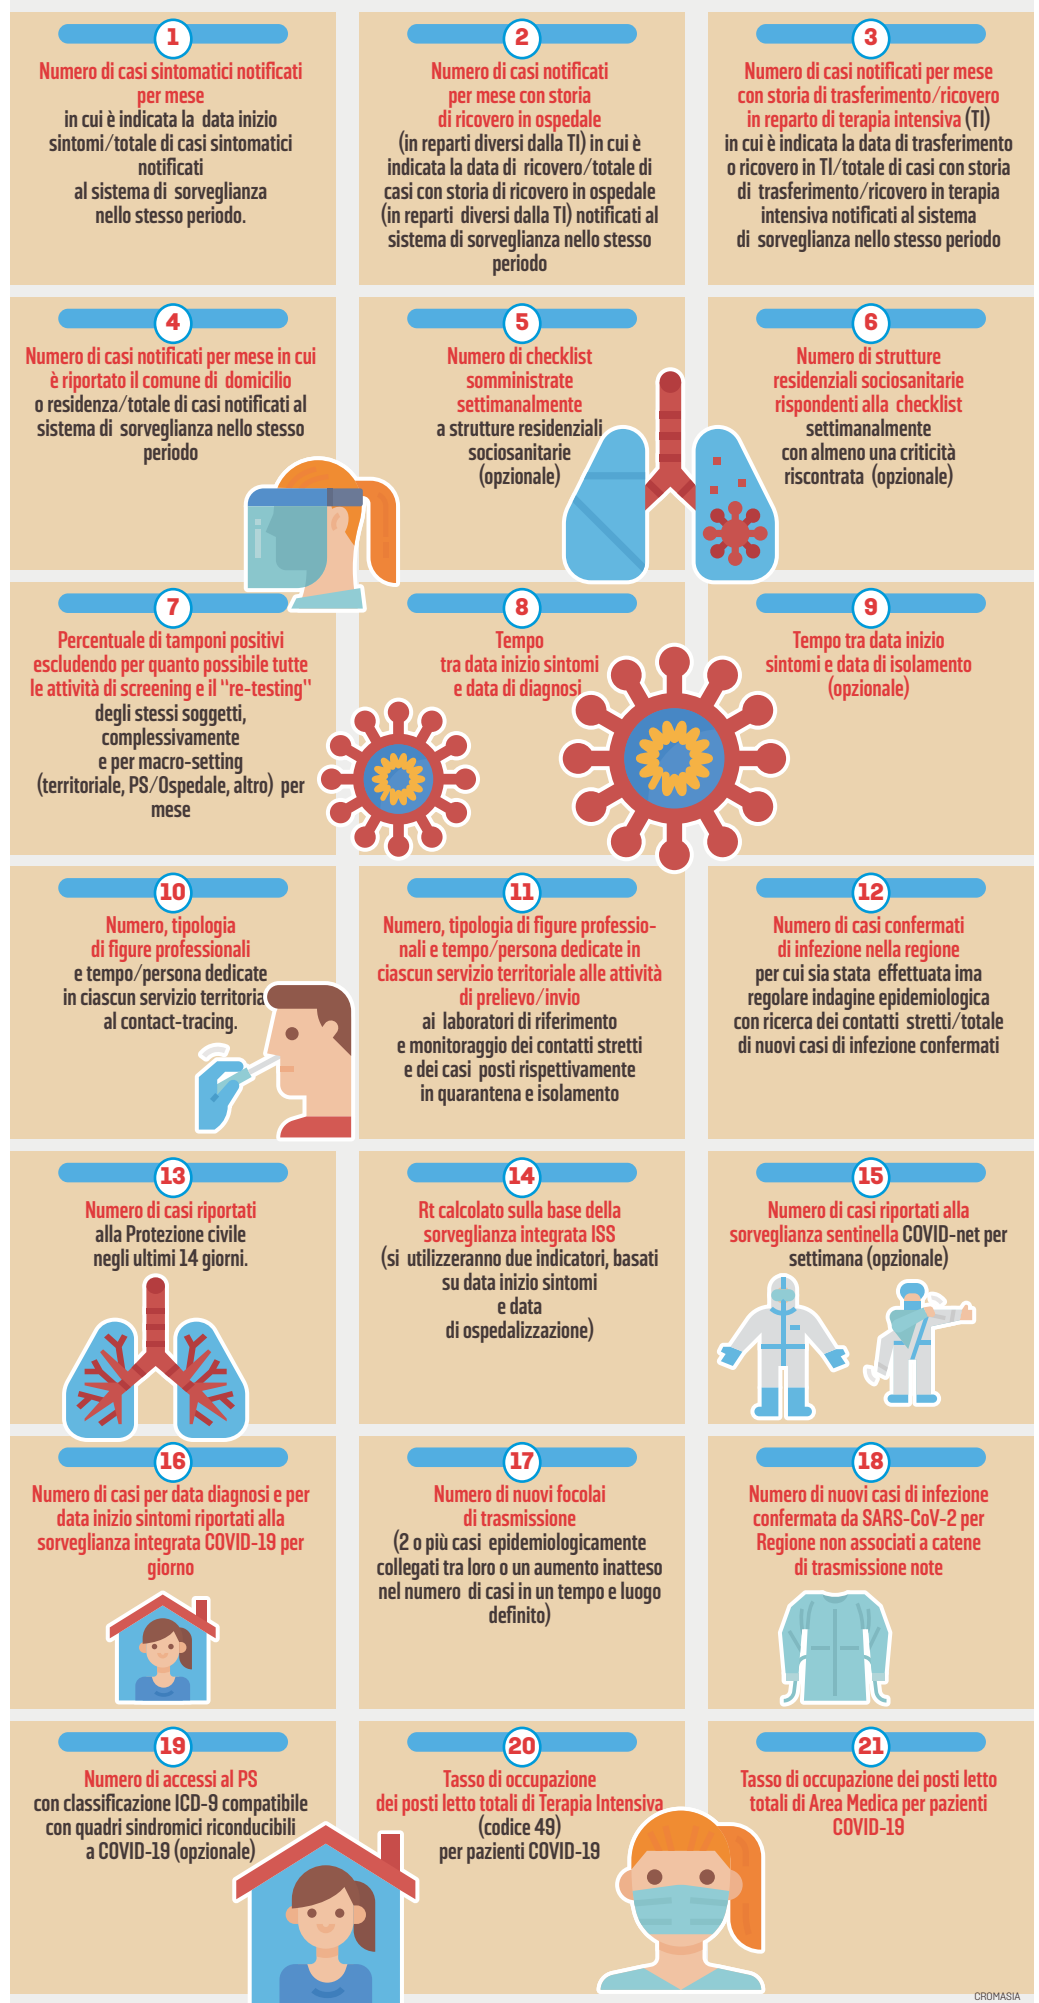 1
Numero di casi sintomatici notificati
per mese
in cui è indicata la data inizio
sintomi/totale di casi sintomatici
notificati
al sistema di sorveglianza
nello stesso periodo.
2
Numero di casi notificati
per mese con storia
di ricovero in ospedale
(in reparti diversi dalla TI) in cui è
indicata la data di ricovero/totale di
casi con storia di ricovero in ospedale
(in reparti diversi dalla TI) notificati al
sistema di sorveglianza nello stesso
periodo
3
Numero di casi notificati per mese
con storia di trasferimento/ricovero
in reparto di terapia intensiva (TI)
in cui è indicata la data di trasferimento
o ricovero in TI/totale di casi con storia
di trasferimento/ricovero in terapia
intensiva notificati al sistema
di sorveglianza nello stesso periodo
4
Numero di casi notificati per mese in cui
è riportato il comune di domicilio
o residenza/totale di casi notificati al
sistema di sorveglianza nello stesso
periodo
5
Numero di checklist
somministrate
settimanalmente
a strutture residenziali
sociosanitarie
(opzionale)
6
Numero di strutture
residenziali sociosanitarie
rispondenti alla checklist
settimanalmente
con almeno una criticità
riscontrata (opzionale)
7
Percentuale di tamponi positivi
escludendo per quanto possibile tutte
le attività di screening e il "re-testing"
degli stessi soggetti,
complessivamente
e per macro-setting
(territoriale, PS/Ospedale, altro) per
mese
8
Tempo
tra data inizio sintomi
e data di diagnosi
9
Tempo tra data inizio
sintomi e data di isolamento
(opzionale)
10
Numero, tipologia
di figure professionali
e tempo/persona dedicate
in ciascun servizio territoria
al contact-tracing.
11
Numero, tipologia di figure professio-
nali e tempo/persona dedicate in
ciascun servizio territoriale alle attività
di prelievo/invio
ai laboratori di riferimento
e monitoraggio dei contatti stretti
e dei casi posti rispettivamente
in quarantena e isolamento
12
Numero di casi confermati
di infezione nella regione
per cui sia stata effettuata ima
regolare indagine epidemiologica
con ricerca dei contatti stretti/totale
di nuovi casi di infezione confermati
13
Numero di casi riportati
alla Protezione civile
negli ultimi 14 giorni.
14
Rt calcolato sulla base della
sorveglianza integrata ISS
(si utilizzeranno due indicatori, basati
su data inizio sintomi
e data
di ospedalizzazione)
15
Numero di casi riportati alla
sorveglianza sentinella COVID-net per
settimana (opzionale)
16
Numero di casi per data diagnosi e per
data inizio sintomi riportati alla
sorveglianza integrata COVID-19 per
giorno
17
Numero di nuovi focolai
di trasmissione
(2 o più casi epidemiologicamente
collegati tra loro o un aumento inatteso
nel numero di casi in un tempo e luogo
definito)
18
Numero di nuovi casi di infezione
confermata da SARS-CoV-2 per
Regione non associati a catene
di trasmissione note
19
Numero di accessi al PS
con classificazione ICD-9 compatibile
con quadri sindromici riconducibili
a COVID-19 (opzionale)
20
Tasso di occupazione
dei posti letto totali di Terapia Intensiva
(codice 49)
per pazienti COVID-19
21
Tasso di occupazione dei posti letto
totali di Area Medica per pazienti
COVID-19
CROMASIA